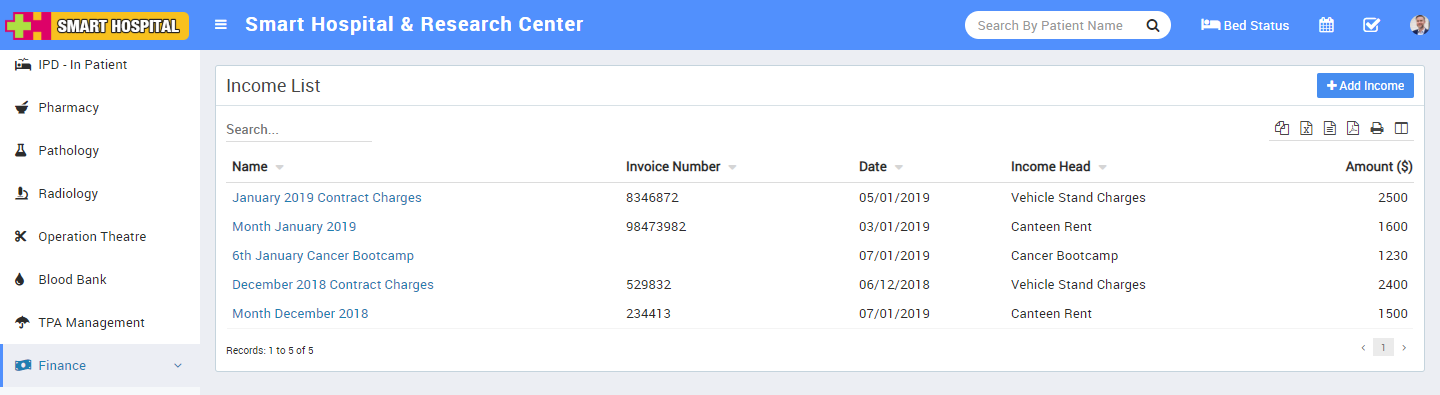 SMART HOSPITAL
Smart Hospital & Research Center
Search By Patient Name
Bed Status
IPD - In Patient
Pharmacy
Pathology
Radiology
Operation Theatre
Blood Bank
TPA Management
Finance
Income List
Add Income
Search...
Name Invoice Number Date Income Head Amount ($)
January 2019 Contract Charges 8346872 05/01/2019 Vehicle Stand Charges 2500
Month January 2019 98473982 03/01/2019 Canteen Rent 1600
6th January Cancer Bootcamp 07/01/2019 Cancer Bootcamp 1230
December 2018 Contract Charges 529832 06/12/2018 Vehicle Stand Charges 2400
Month December 2018 234413 07/01/2019 Canteen Rent 1500
Records: 1 to 5 of 5
1